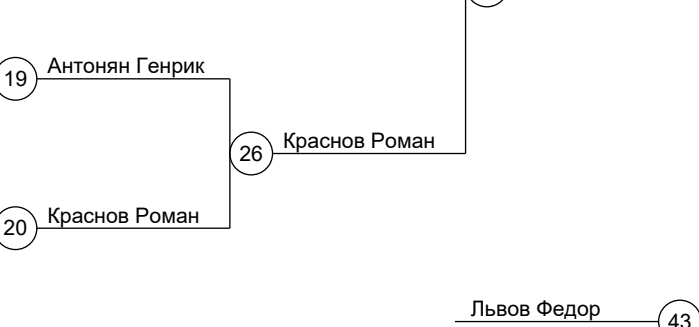 19
Антонян Генрик
26
Краснов Роман
20
Краснов Роман
Львов Федор
43